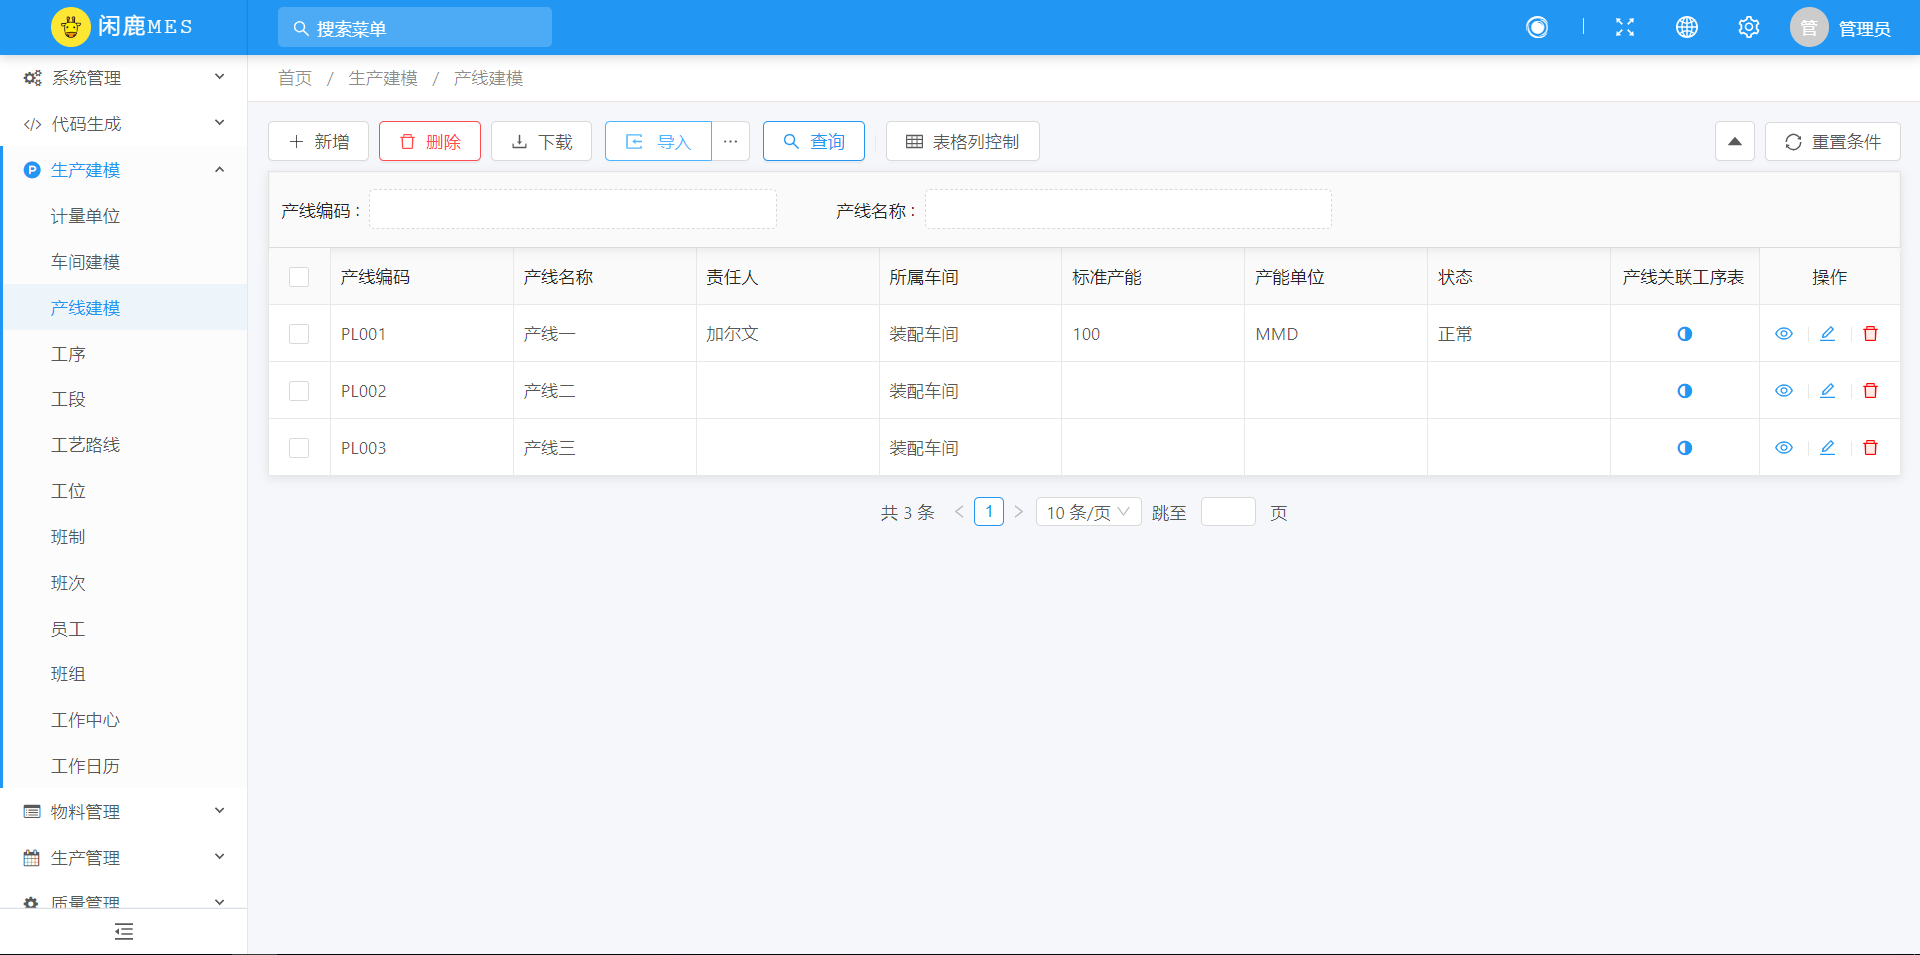 闲鹿MES
搜索菜单
管
管理员
系统管理
代码生成
生产建模
计量单位
车间建模
产线建模
工序
工段
工艺路线
工位
班制
班次
员工
班组
工作中心
工作日历
物料管理
生产管理
质量管理
首页 / 生产建模 / 产线建模
新增 删除 下载 导入 ··· 查询 表格列控制 重置条件
产线编码 : 产线名称 :
产线编码 产线名称 责任人 所属车间 标准产能 产能单位 状态 产线关联工序表 操作
PL001 产线一 加尔文 装配车间 100 MMD 正常
PL002 产线二 装配车间
PL003 产线三 装配车间
共 3 条 < 1 > 10 条/页 跳至 页